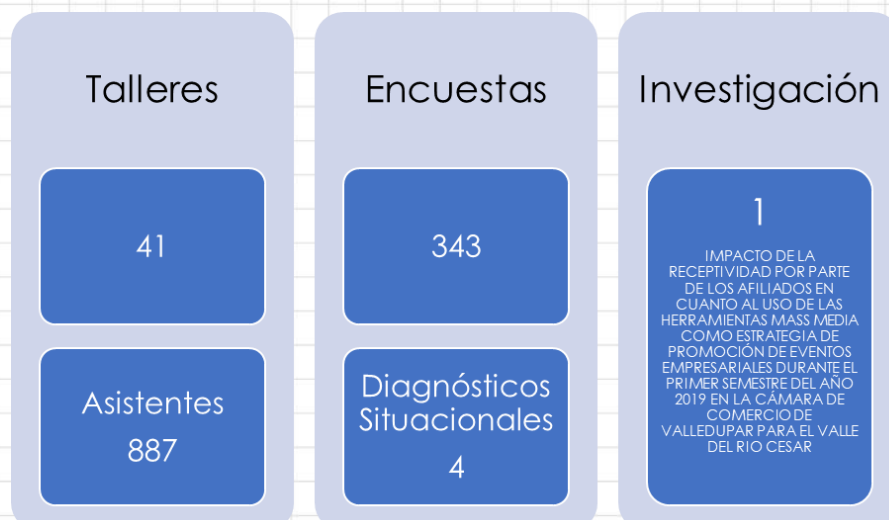 Talleres
41
Asistentes
887
Encuestas
343
Diagnósticos
Situacionales
4
Investigación
1
IMPACTO DE LA
RECEPTIVIDAD POR PARTE
DE LOS AFILIADOS EN
CUANTO AL USO DE LAS
HERRAMIENTAS MASS MEDIA
COMO ESTRATEGIA DE
PROMOCIÓN DE EVENTOS
EMPRESARIALES DURANTE EL
PRIMER SEMESTRE DEL AÑO
2019 EN LA CÁMARA DE
COMERCIO DE
VALLEDUPAR PARA EL VALLE
DEL RIO CESAR